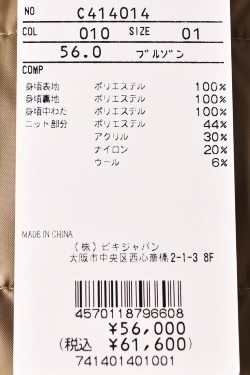 NO C414014
COL 010 SIZE 01
56.0 ブルゾン
COMP
身頃表地 ポリエステル 100%
身頃裏地 ポリエステル 100%
身頃中わた ポリエステル 100%
ニット部分 ポリエステル 44%
アクリル 30%
ナイロン 20%
ウール 6%
MADE IN CHINA
(株)ビキジャパン
大阪市中央区西心斎橋2-1-3 8F
4570118796608
¥56,000
(税込 ¥61,600)
741401401001